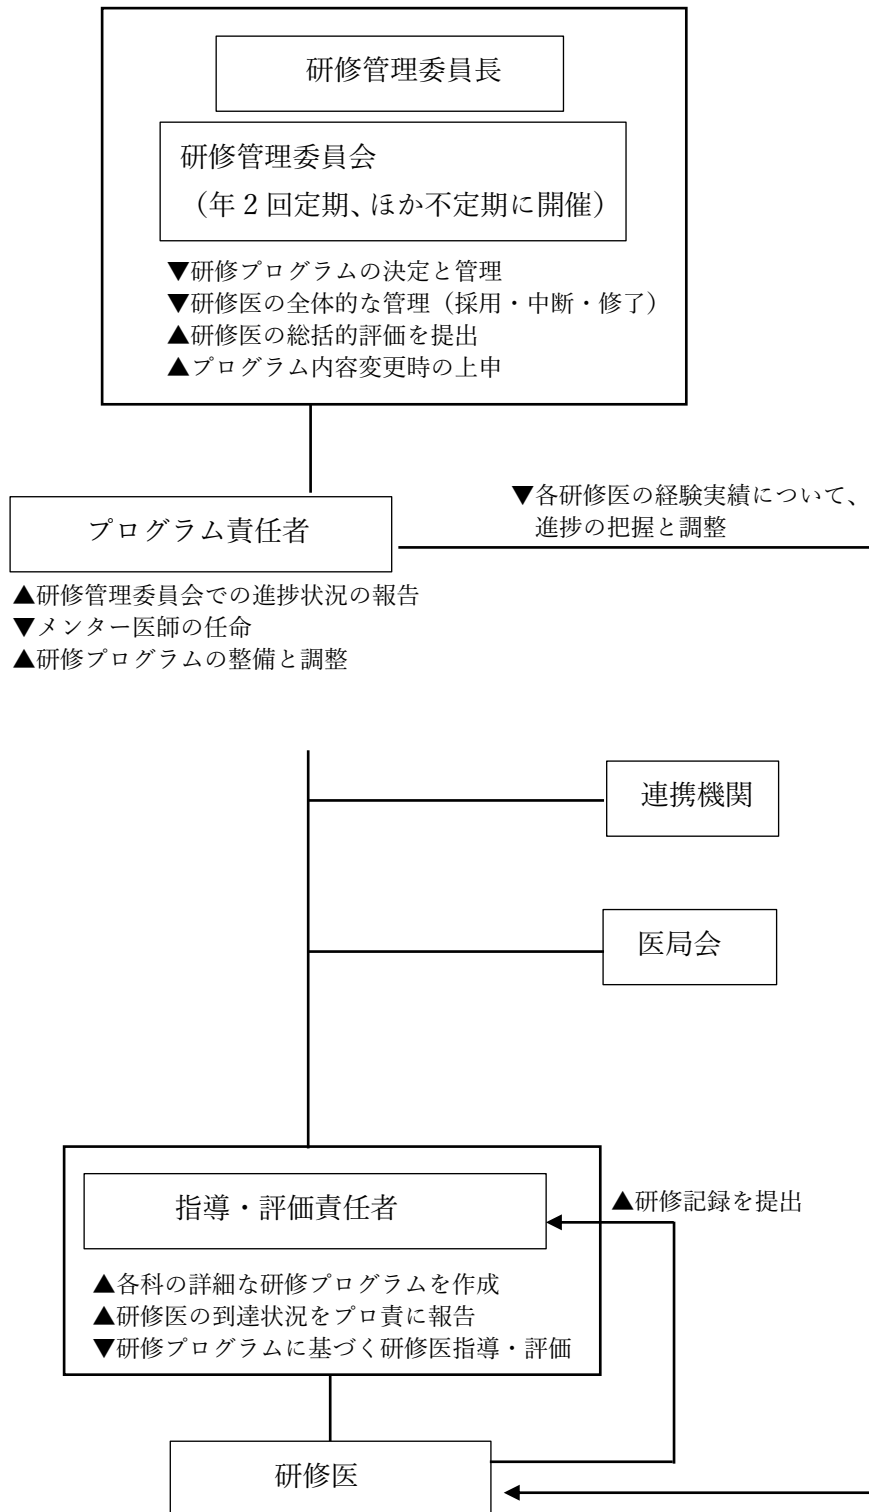 研修管理委員長
研修管理委員会
（年２回定期、ほか不定期に開催）
▼研修プログラムの決定と管理
▼研修医の全体的な管理（採用・中断・修了）
▲研修医の総括的評価を提出
▲プログラム内容変更時の上申
プログラム責任者
▼各研修医の経験実績について、
進捗の把握と調整
▲研修管理委員会での進捗状況の報告
▼メンター医師の任命
▲研修プログラムの整備と調整
連携機関
医局会
指導・評価責任者
▲研修記録を提出
▲各科の詳細な研修プログラムを作成
▲研修医の到達状況をプロ責に報告
▼研修プログラムに基づく研修医指導・評価
研修医